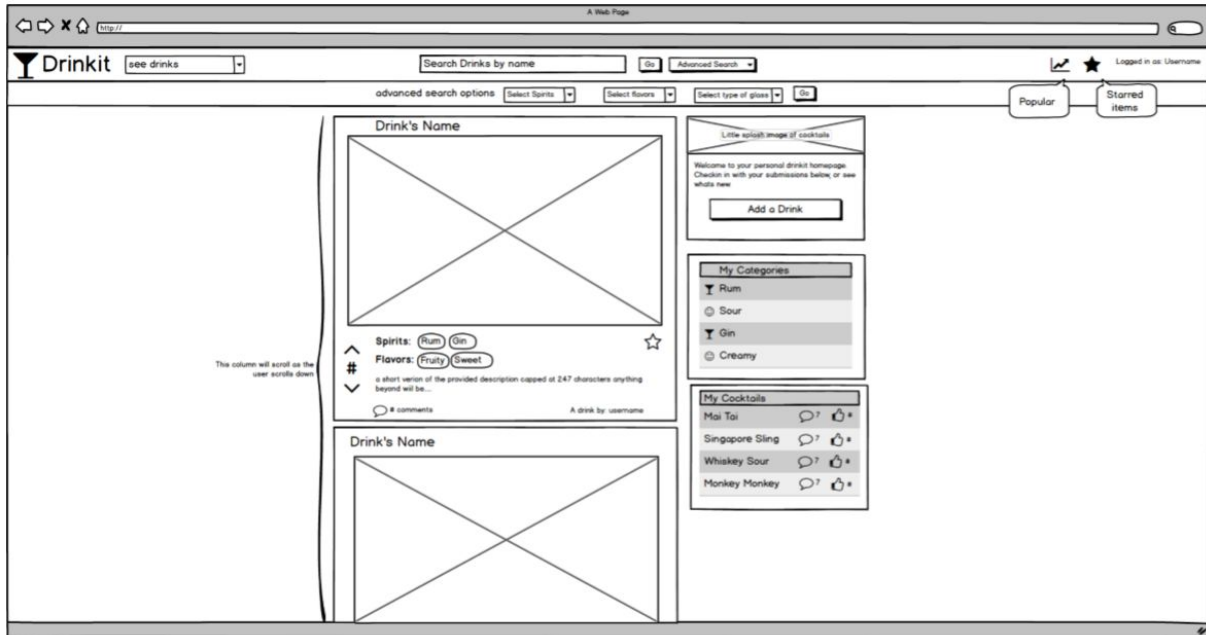 A Web Page
http://
Drinkit
see drinks
Search Drinks by name
Go
Advanced Search
Logged in as: Username
advanced search options
Select Spirits
Select flavors
Select type of glass
Go
Popular
Starred
items
Drink's Name
Little splash image of cocktails
Welcome to your personal drinkit homepage.
Checkin in with your submissions below, or see
whats new
Add a Drink
My Categories
Rum
Sour
Gin
Creamy
This column will scroll as the
user scrolls down
#
Spirits: Rum Gin
Flavors: Fruity Sweet
a short verion of the provided description capped at 247 characters anything
beyond will be...
# comments
A drink by: username
My Cocktails
Mai Tai 7 #
Singapore Sling 7 #
Whiskey Sour 7 #
Monkey Monkey 7 #
Drink's Name